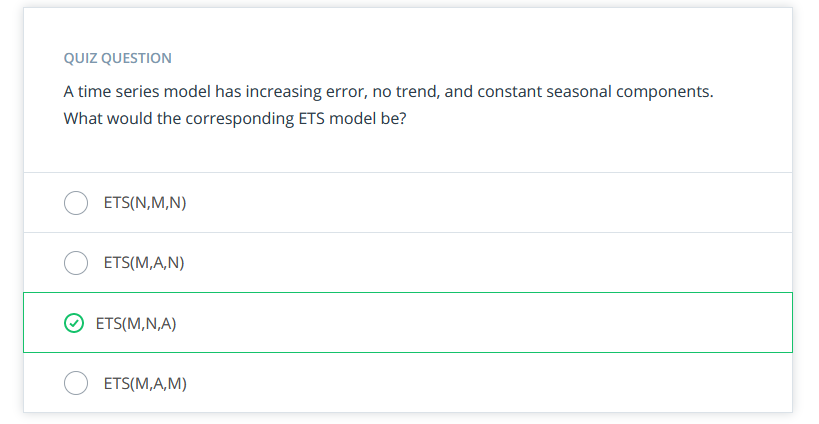 QUIZ QUESTION
A time series model has increasing error, no trend, and constant seasonal components.
What would the corresponding ETS model be?
ETS(N,M,N)
ETS(M,A,N)
ETS(M,N,A)
ETS(M,A,M)